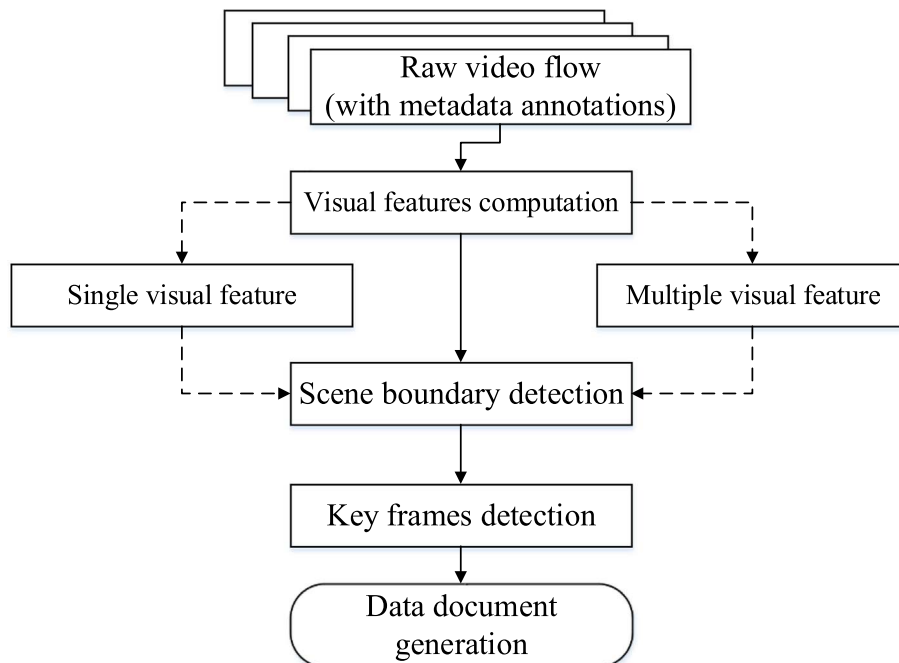 Raw video flow
(with metadata annotations)
Visual features computation
Single visual feature
Multiple visual feature
Scene boundary detection
Key frames detection
Data document
generation